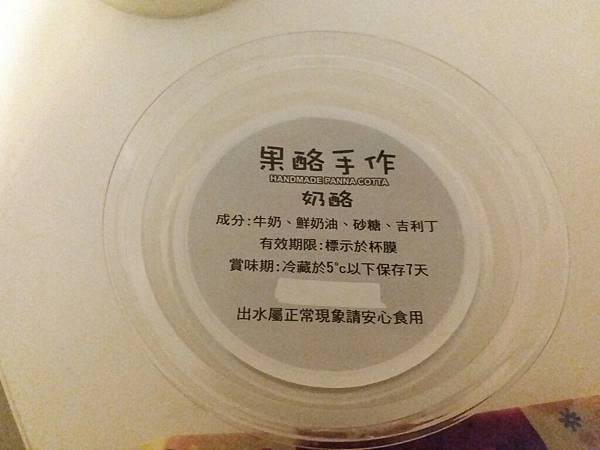 果酪手作
HANDMADE PANNA COTTA
奶酪
成分:牛奶、鮮奶油、砂糖、吉利丁
有效期限:標示於杯膜
賞味期:冷藏於5°c以下保存7天
出水屬正常現象請安心食用